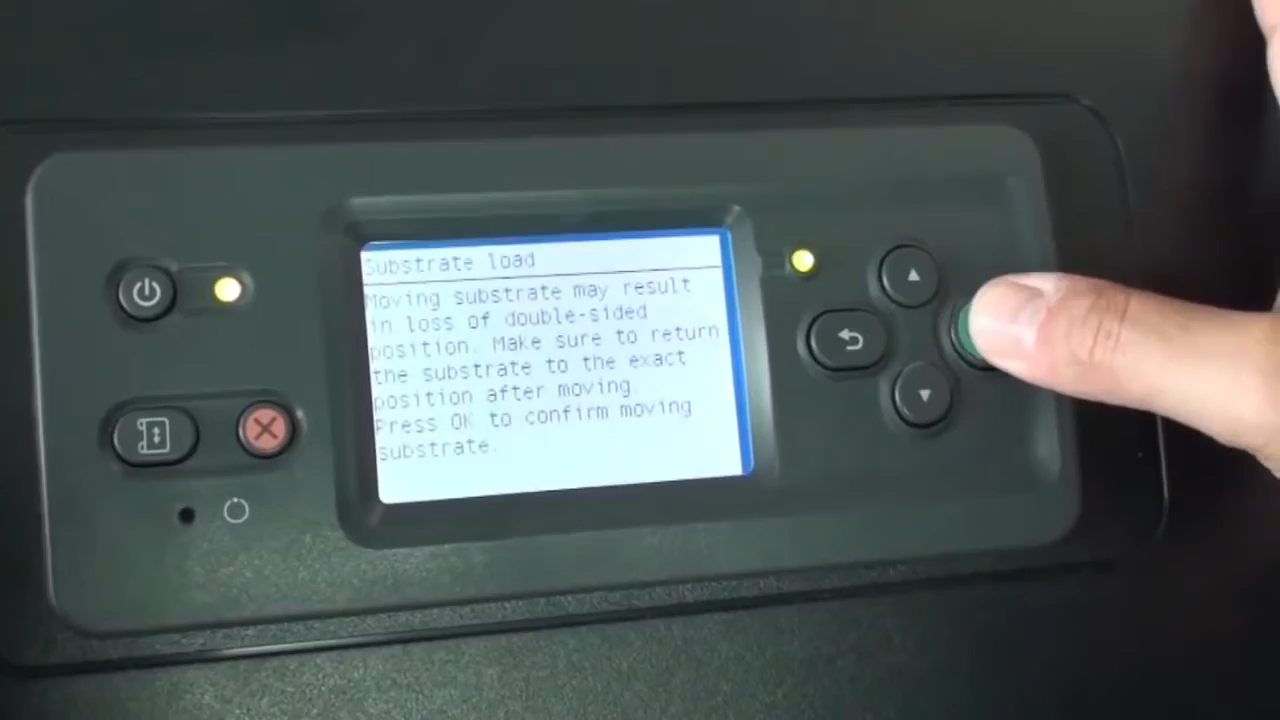 Substrate load
Moving substrate may result
in loss of double-sided
position. Make sure to return
the substrate to the exact
position after moving.
Press OK to confirm moving
substrate.